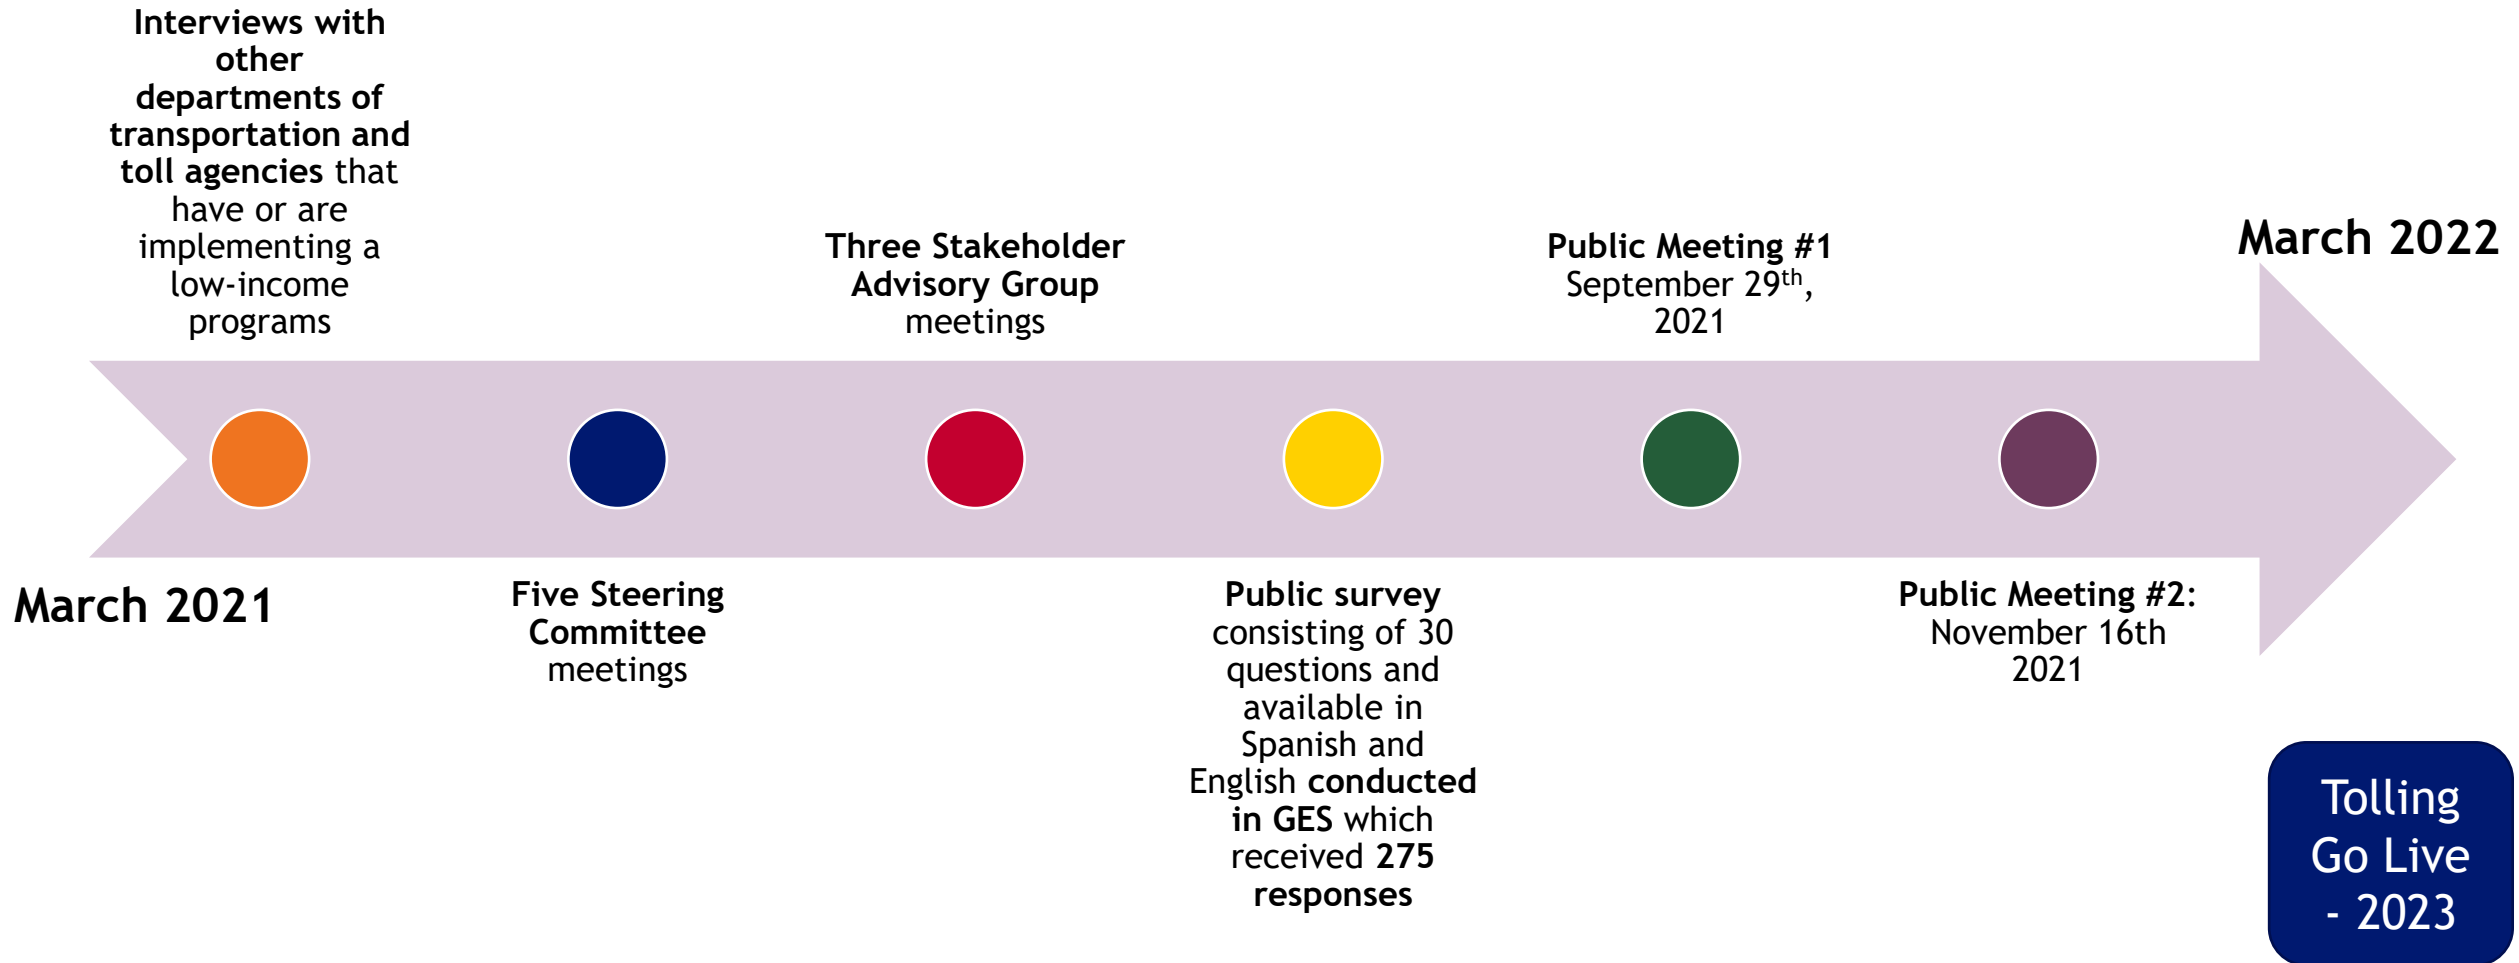 Interviews with
other
departments of
transportation and
toll agencies that
have or are
implementing a
low-income
programs
March 2021
Five Steering
Committee
meetings
Three Stakeholder
Advisory Group
meetings
Public survey
consisting of 30
questions and
available in
Spanish and
English conducted
in GES which
received 275
responses
Public Meeting #1
September 29th,
2021
Public Meeting #2:
November 16th
2021
March 2022
Tolling
Go Live
- 2023